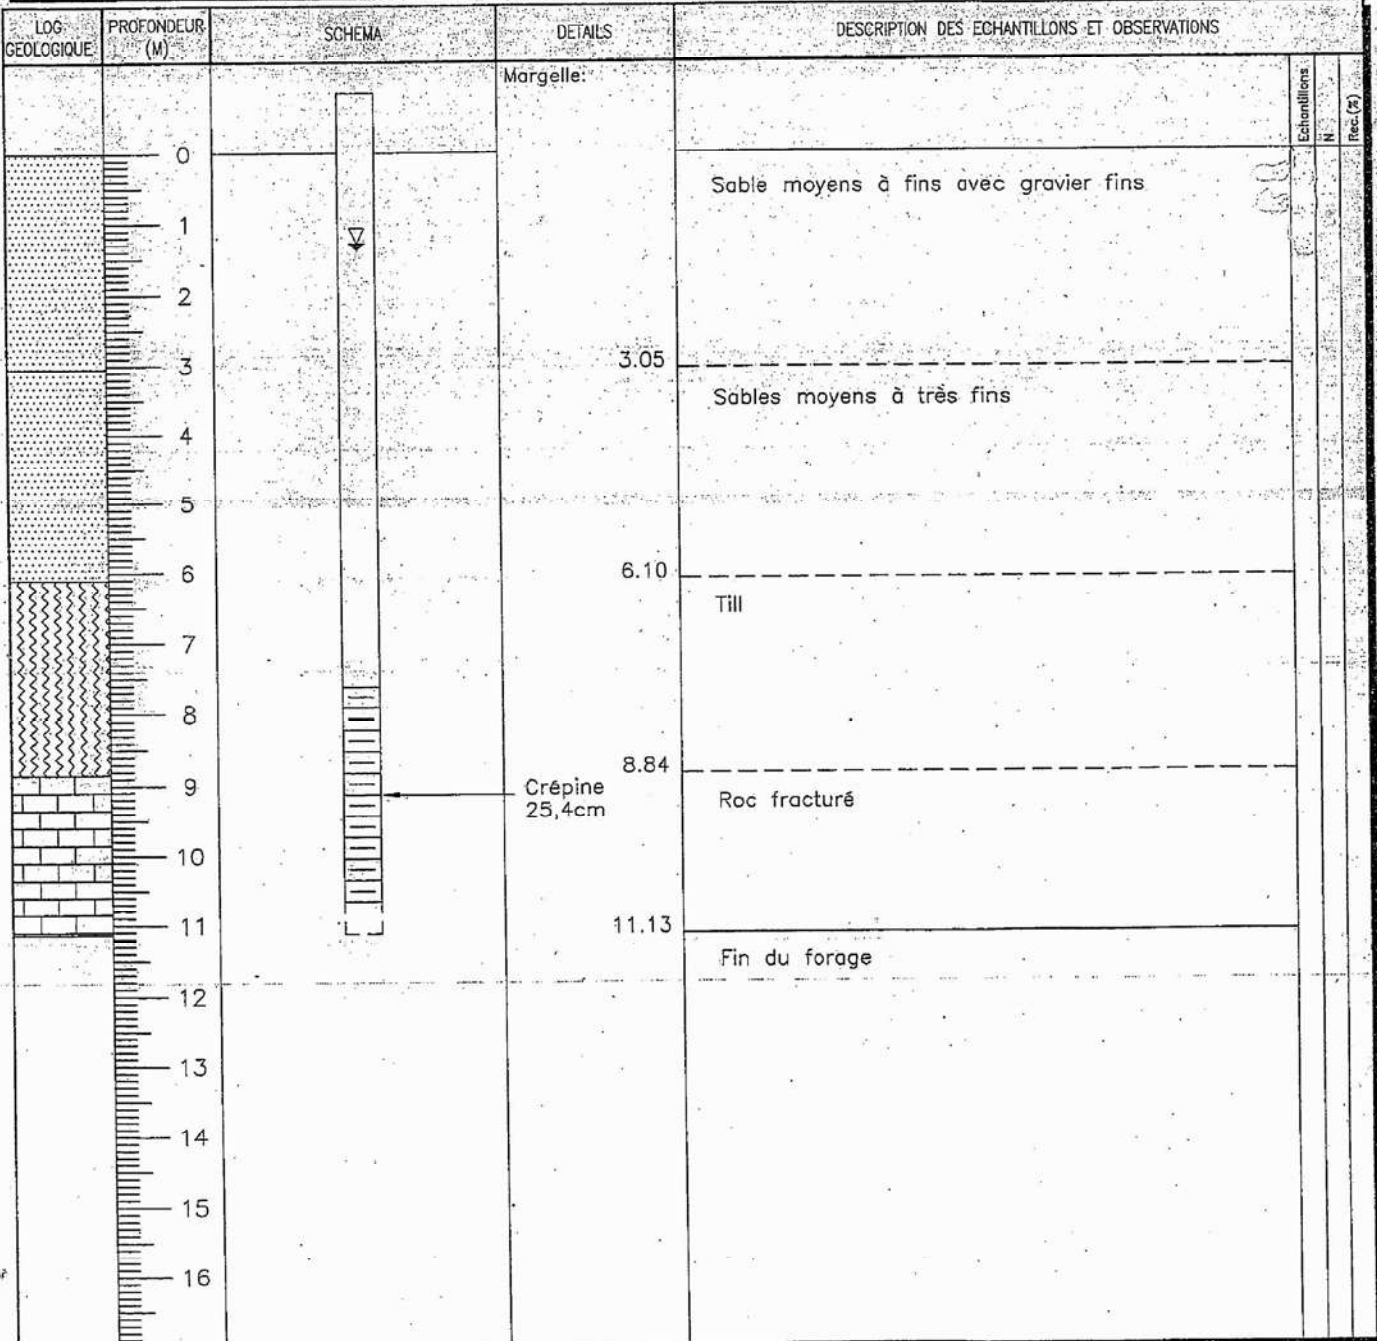 LOG GEOLOGIQUE
PROFONDEUR (M)
SCHEMA
DETAILS
DESCRIPTION DES ECHANTILLONS ET OBSERVATIONS
Margelle:
Echantillons
N
Rec.(%)
0
Sable moyens à fins avec gravier fins
1
2
3
3.05
Sables moyens à très fins
4
5
6
6.10
Till
7
8
8.84
9
Crépine
25,4cm
Roc fracturé
10
11
11.13
Fin du forage
12
13
14
15
16